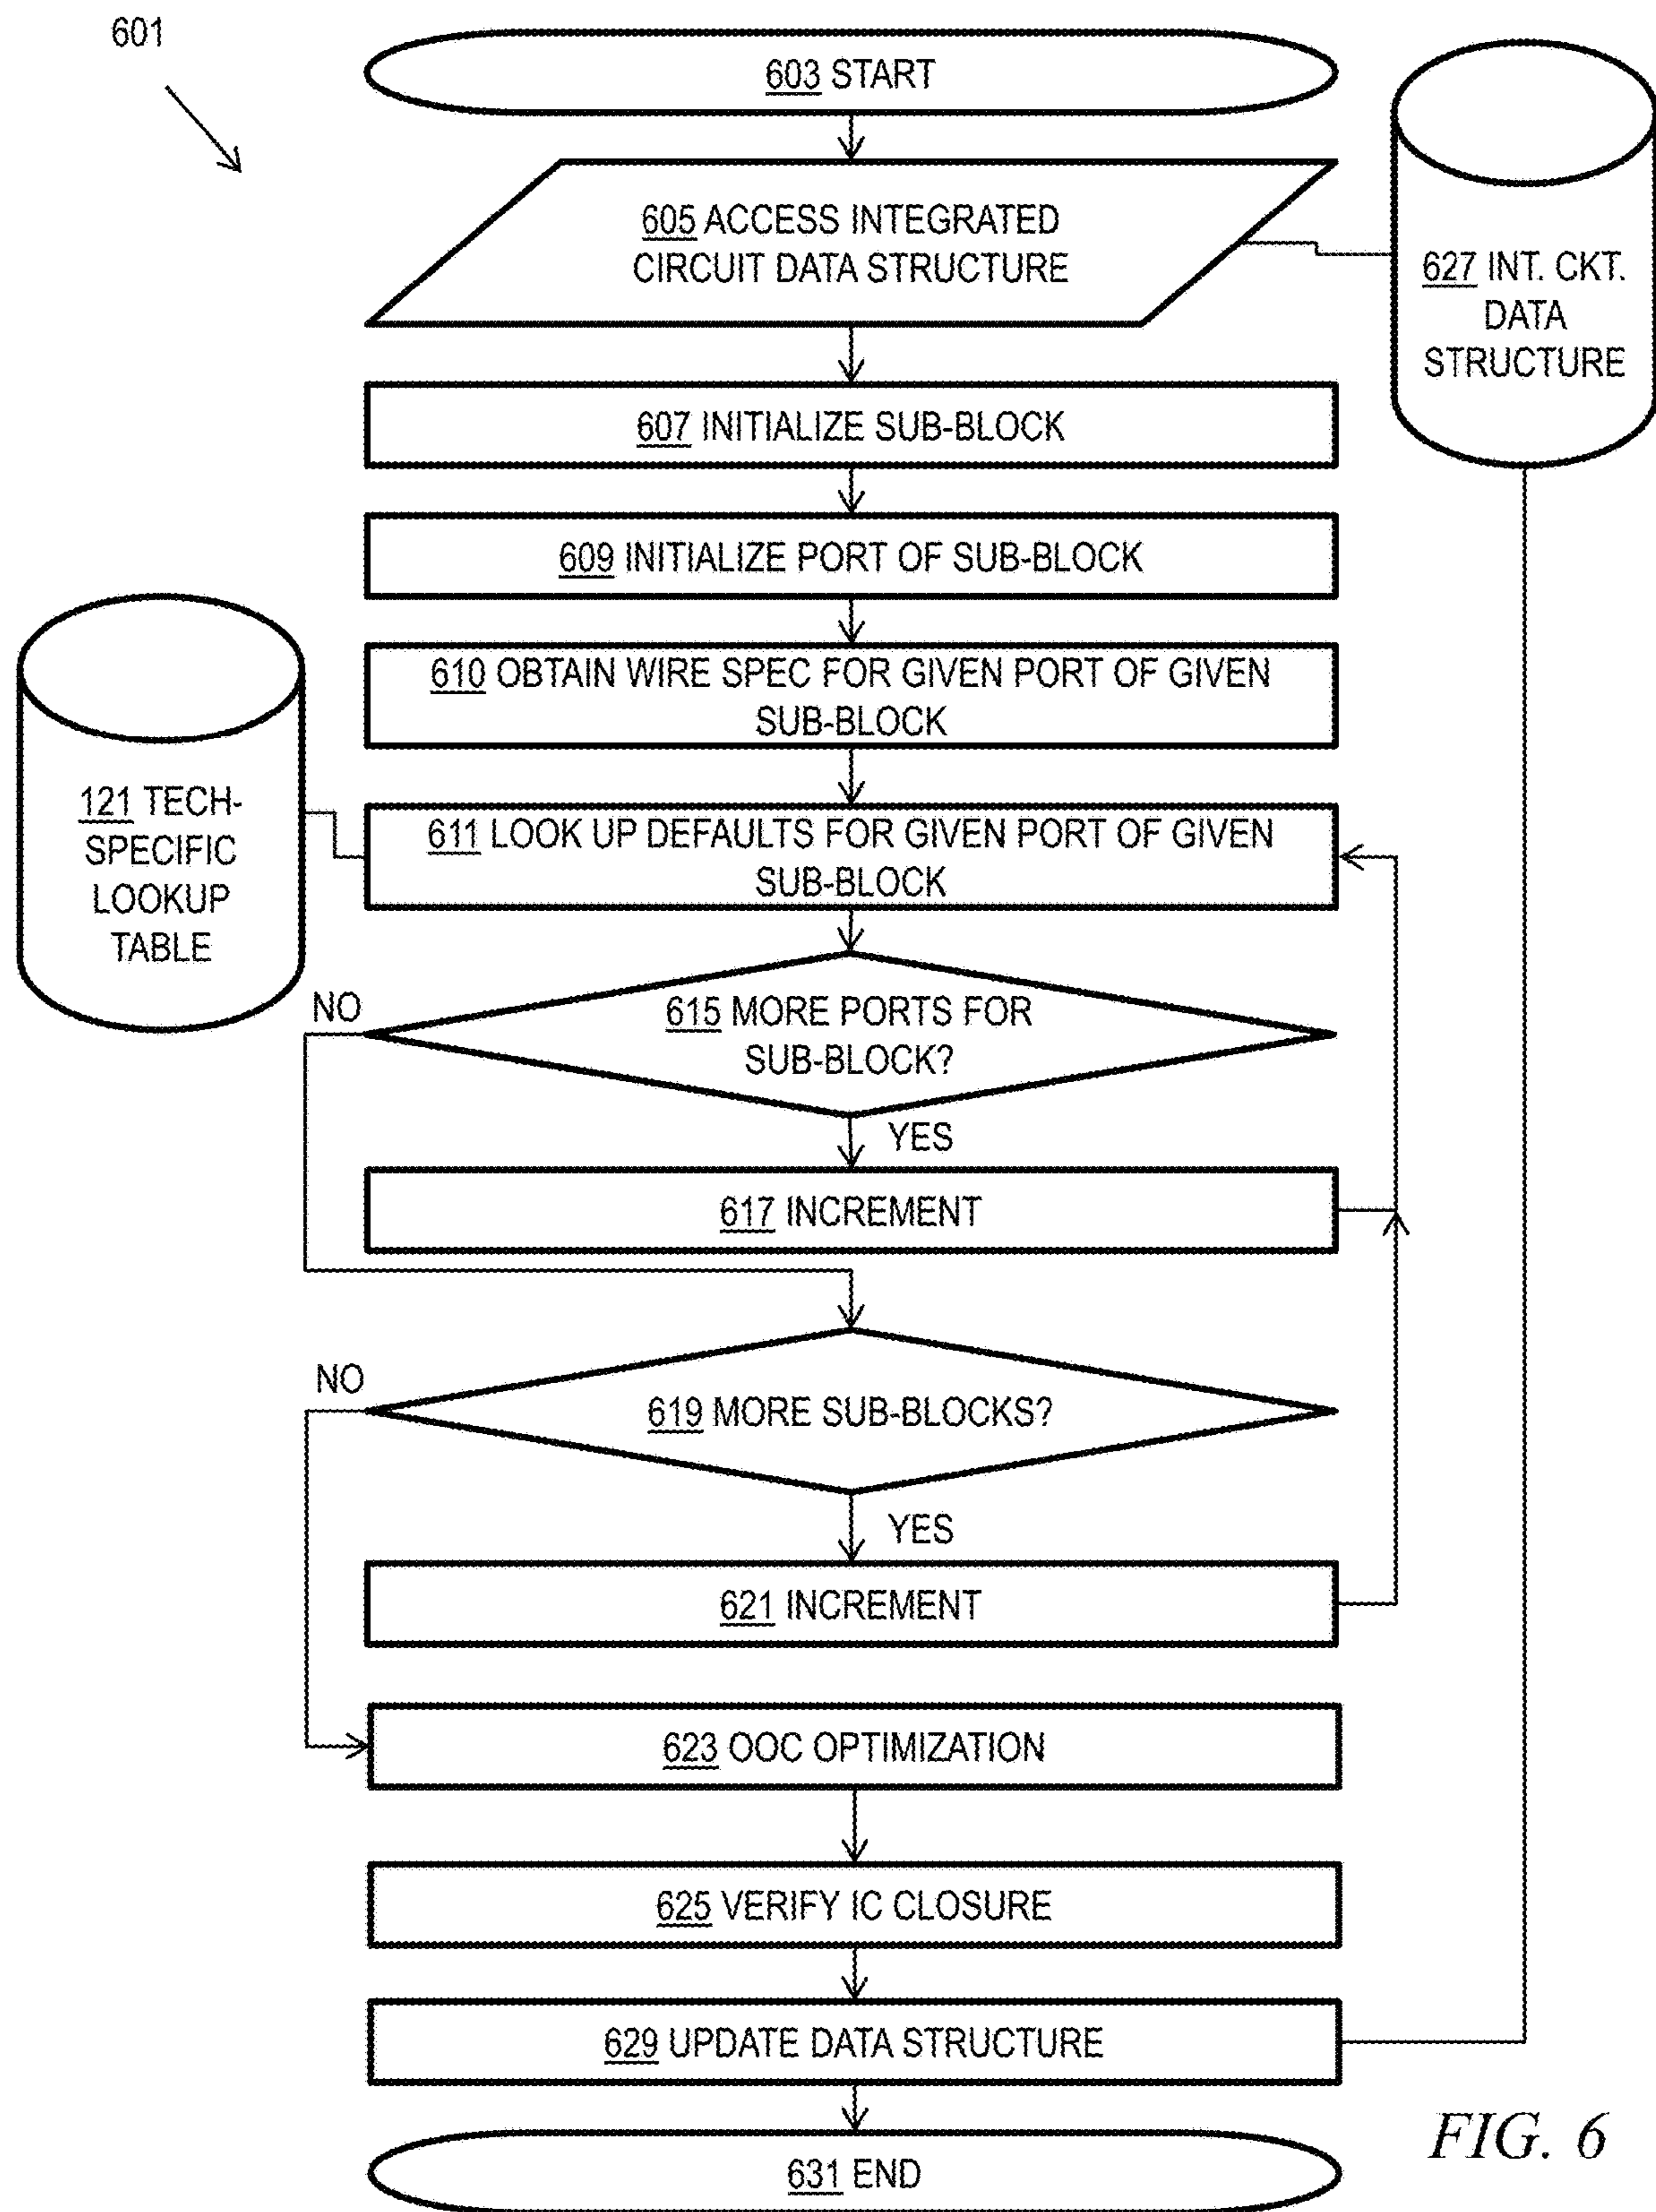 601
603 START
605 ACCESS INTEGRATED
CIRCUIT DATA STRUCTURE
627 INT. CKT.
DATA
STRUCTURE
607 INITIALIZE SUB-BLOCK
609 INITIALIZE PORT OF SUB-BLOCK
610 OBTAIN WIRE SPEC FOR GIVEN PORT OF GIVEN
SUB-BLOCK
121 TECH-
SPECIFIC
LOOKUP
TABLE
611 LOOK UP DEFAULTS FOR GIVEN PORT OF GIVEN
SUB-BLOCK
NO
615 MORE PORTS FOR
SUB-BLOCK?
YES
617 INCREMENT
NO
619 MORE SUB-BLOCKS?
YES
621 INCREMENT
623 OOC OPTIMIZATION
625 VERIFY IC CLOSURE
629 UPDATE DATA STRUCTURE
631 END
FIG. 6